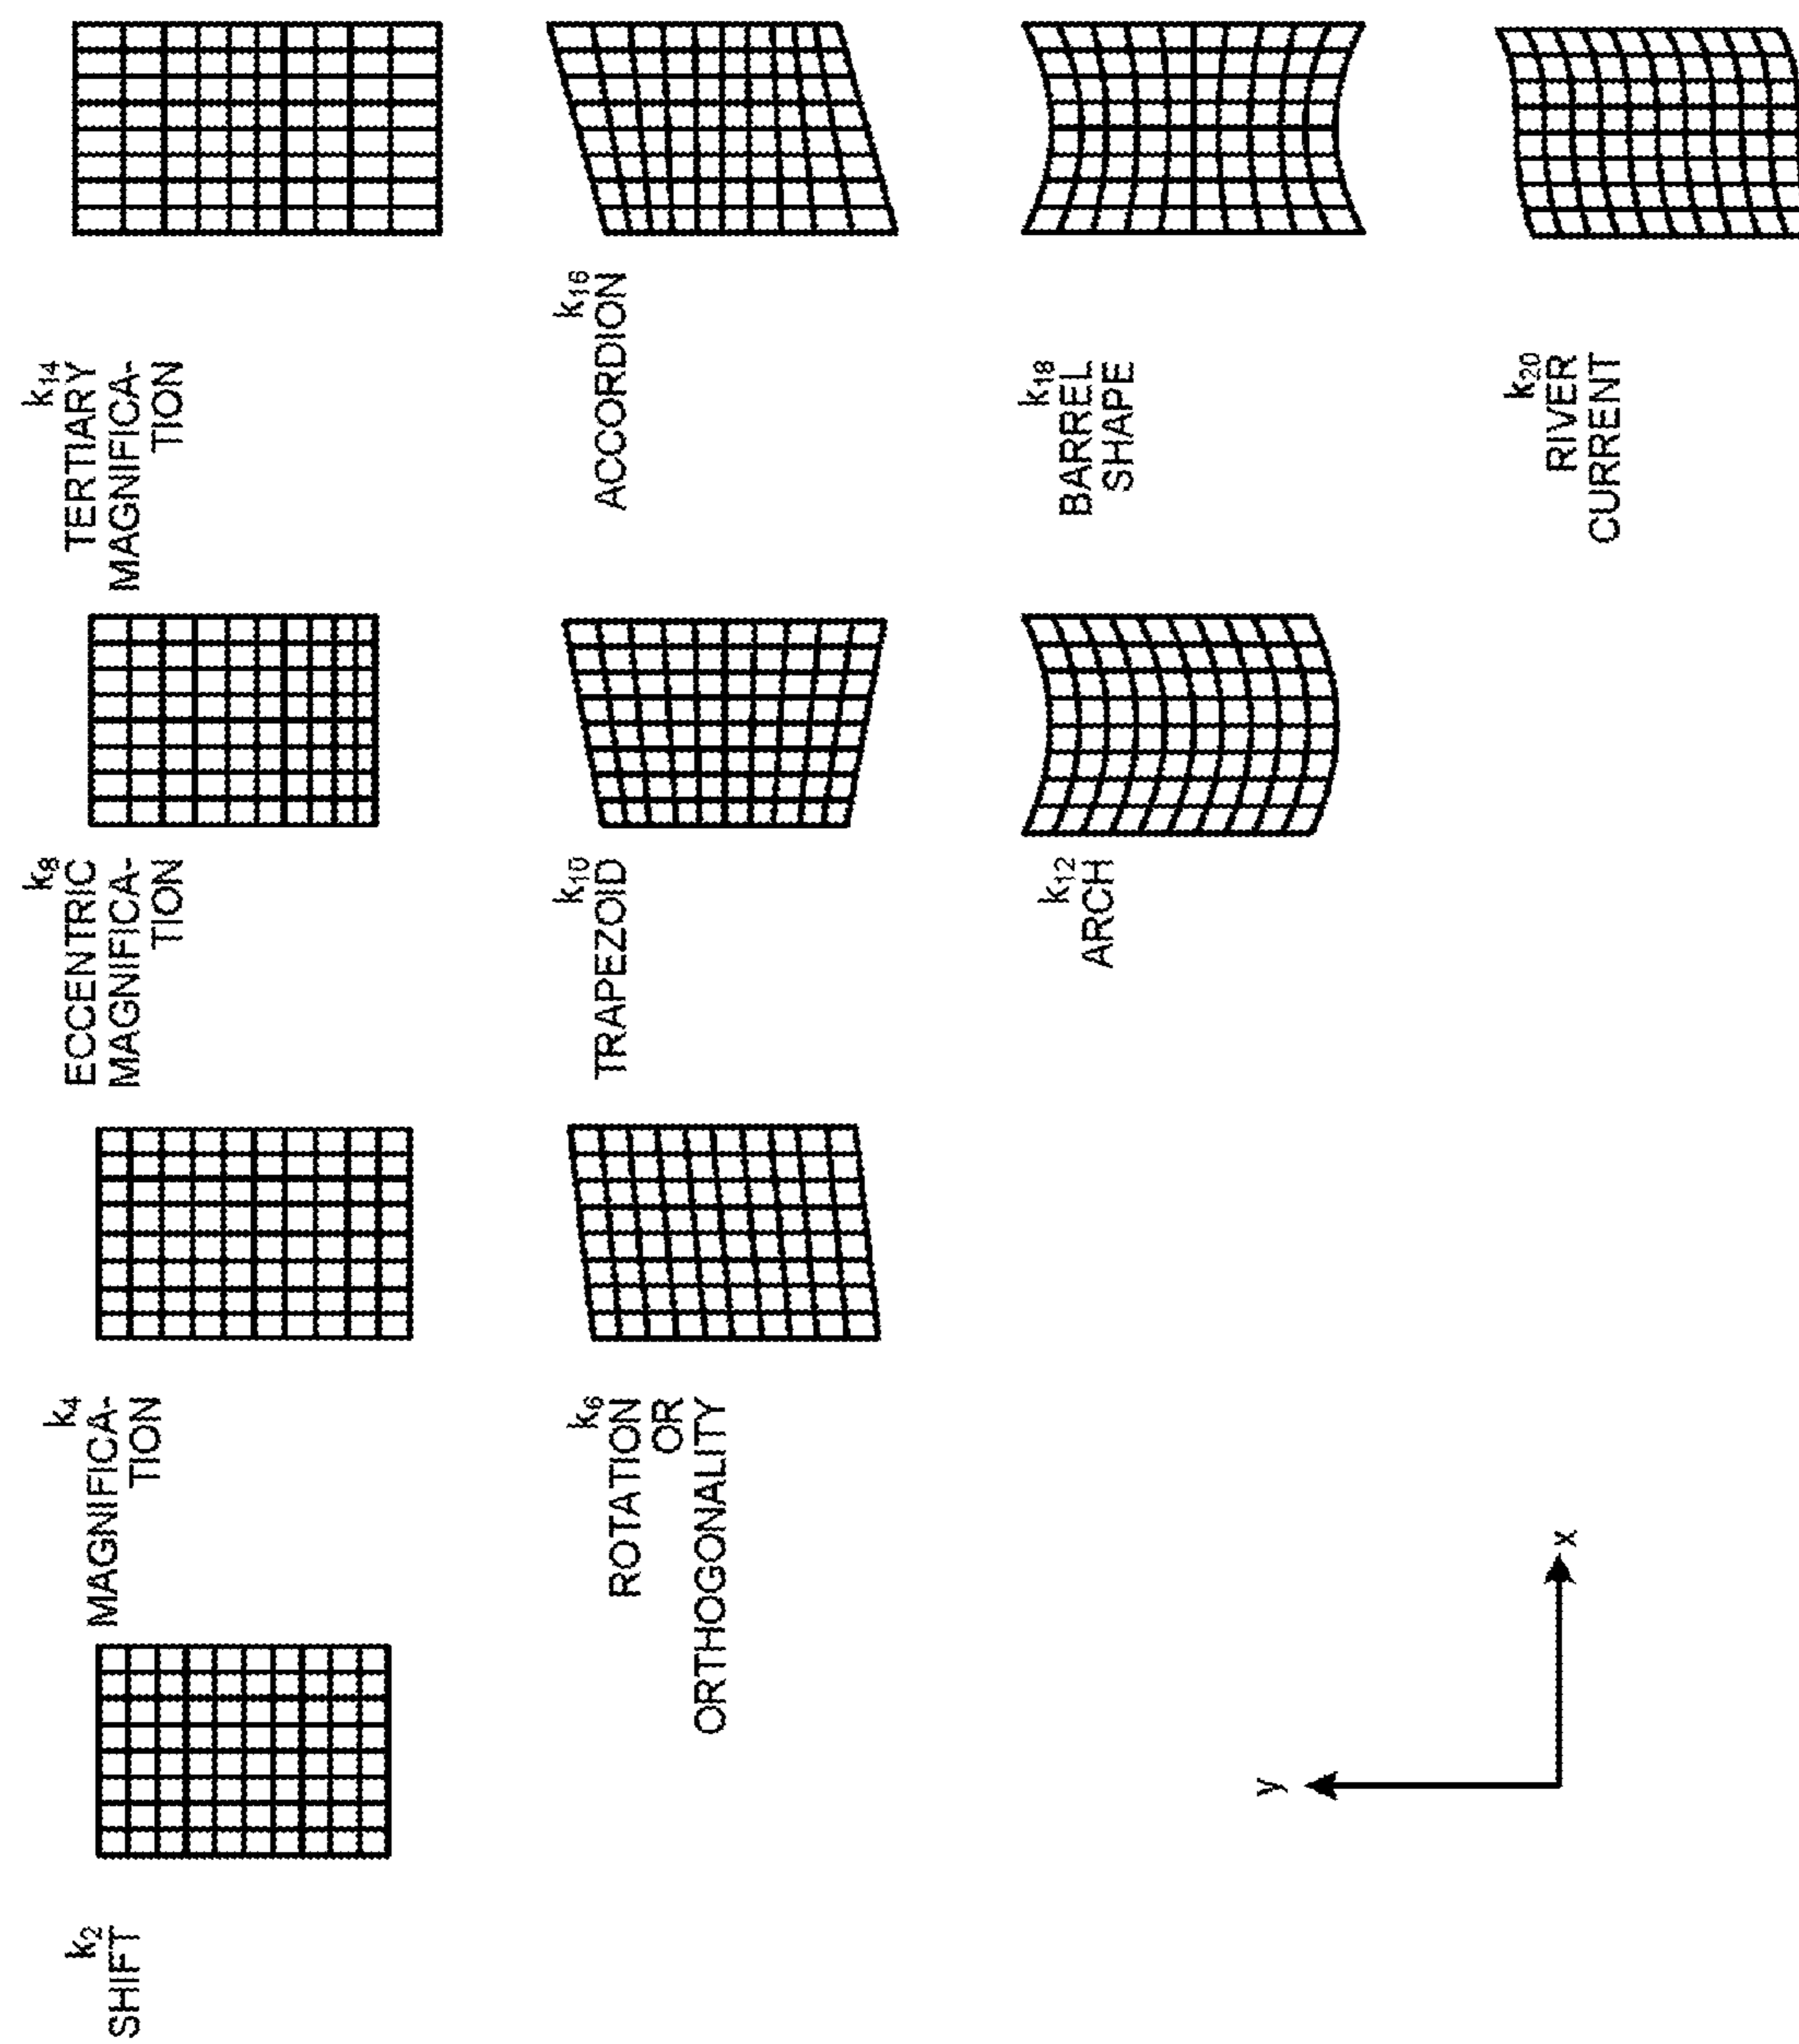 k₂
SHIFT
k₄
MAGNIFICA-
TION
k₈
ECCENTRIC
MAGNIFICA-
TION
k₁₄
TERTIARY
MAGNIFICA-
TION
k₆
ROTATION
OR
ORTHOGONALITY
k₁₀
TRAPEZOID
k₁₆
ACCORDION
k₁₂
ARCH
k₁₈
BARREL
SHAPE
k₂₀
RIVER
CURRENT
y
x